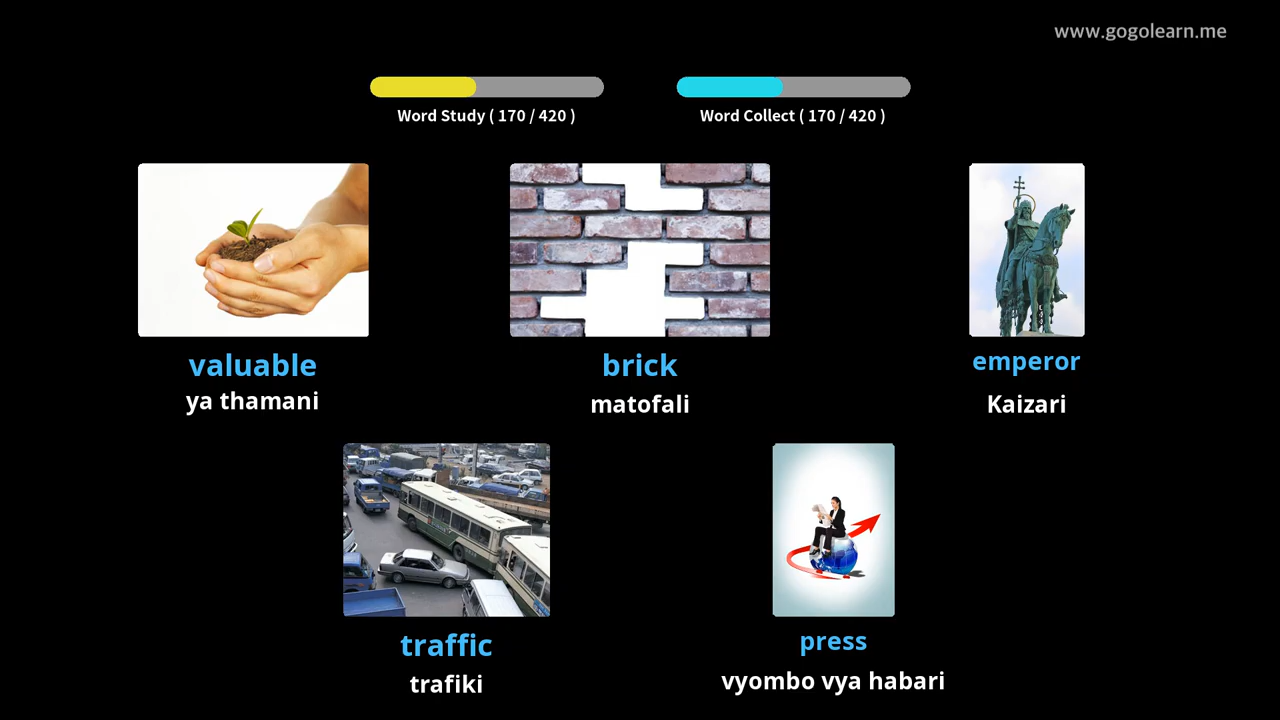 www.gogolearn.me
Word Study ( 170 / 420 )
Word Collect ( 170 / 420 )
valuable
ya thamani
brick
matofali
emperor
Kaizari
traffic
trafiki
press
vyombo vya habari